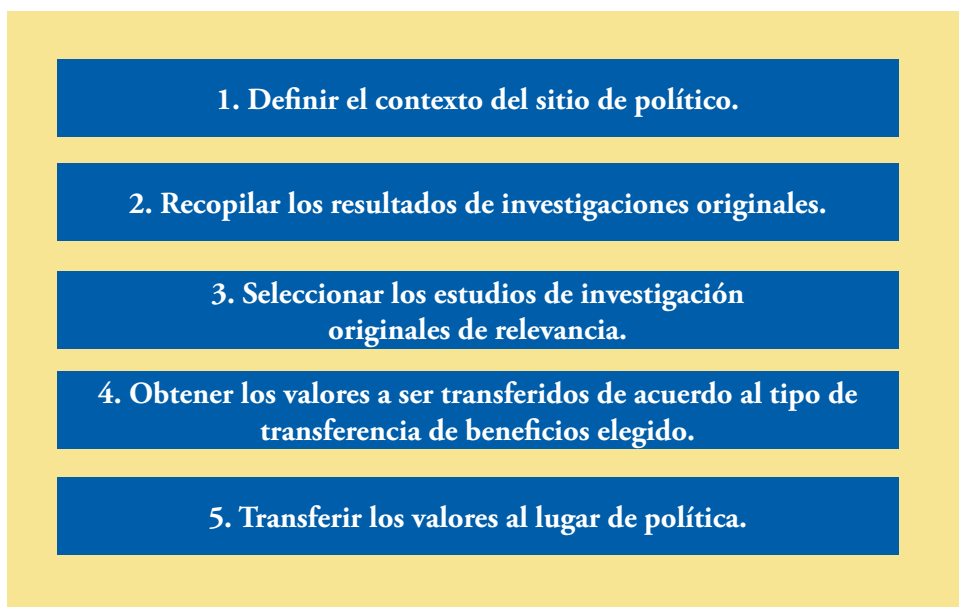 1. Definir el contexto del sitio de político.
2. Recopilar los resultados de investigaciones originales.
3. Seleccionar los estudios de investigación
originales de relevancia.
4. Obtener los valores a ser transferidos de acuerdo al tipo de
transferencia de beneficios elegido.
5. Transferir los valores al lugar de política.